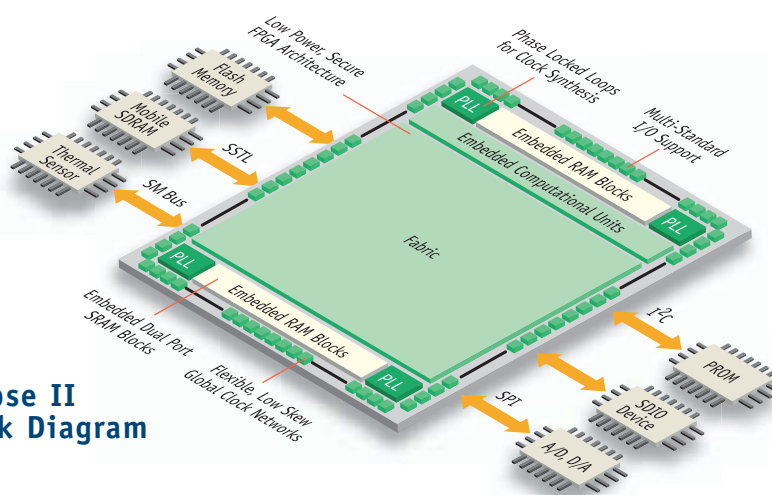 Low Power, Secure
FPGA Architecture
Phase Locked Loops
for Clock Synthesis
Multi-Standard
I/O Support
Flash
Memory
Mobile
SDRAM
Thermal
Sensor
SSTL
SM Bus
PLL
Embedded RAM Blocks
Embedded Computational Units
PLL
Fabric
PLL
Embedded RAM Blocks
PLL
Embedded Dual Port
SRAM Blocks
Flexible, Low Skew
Global Clock Networks
I2C
SPI
PROM
SDIO
Device
A/D, D/A
se II
k Diagram